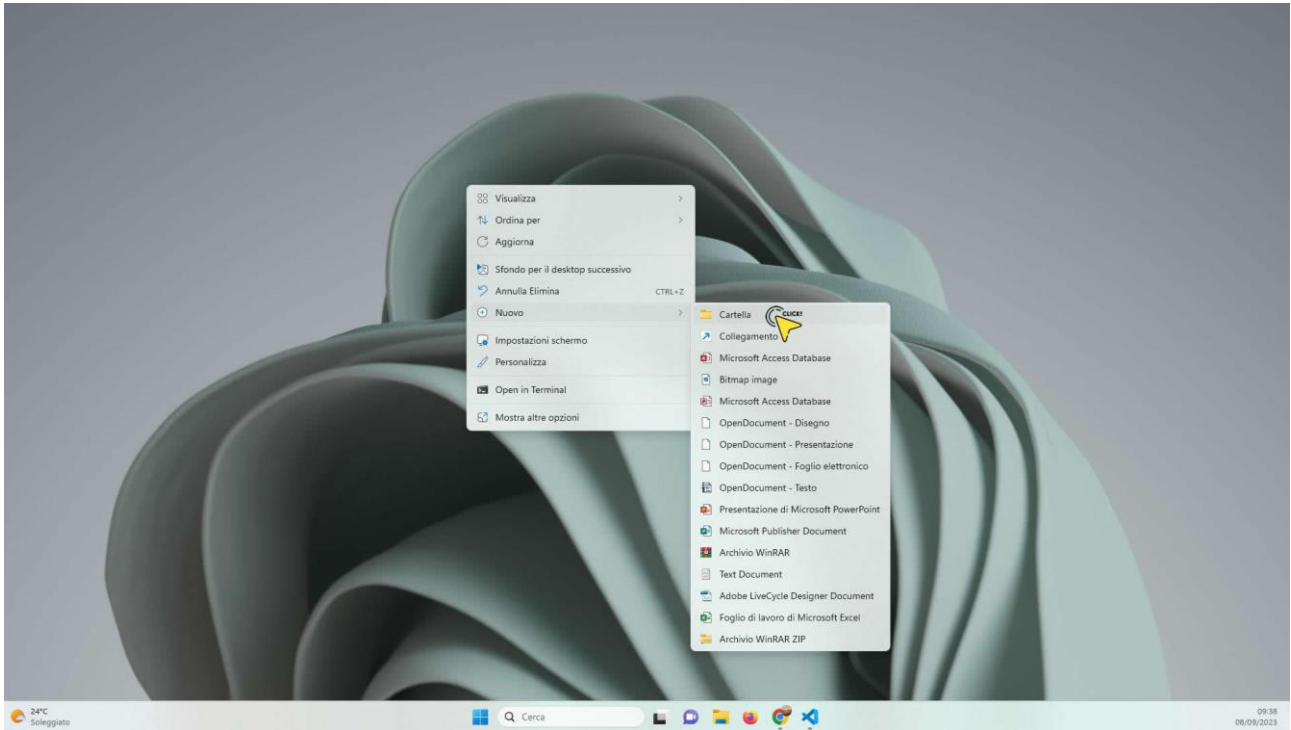 Visualizza
Ordina per
Aggiorna
Sfondo per il desktop successivo
Annulla Elimina CTRL+Z
Nuovo
Impostazioni schermo
Personalizza
Open in Terminal
Mostra altre opzioni
Cartella CLICK!
Collegamento
Microsoft Access Database
Bitmap image
Microsoft Access Database
OpenDocument - Disegno
OpenDocument - Presentazione
OpenDocument - Foglio elettronico
OpenDocument - Testo
Presentazione di Microsoft PowerPoint
Microsoft Publisher Document
Archivio WinRAR
Text Document
Adobe LiveCycle Designer Document
Foglio di lavoro di Microsoft Excel
Archivio WinRAR ZIP
24°C
Soleggiato
Cerca
09:38
08/09/2023